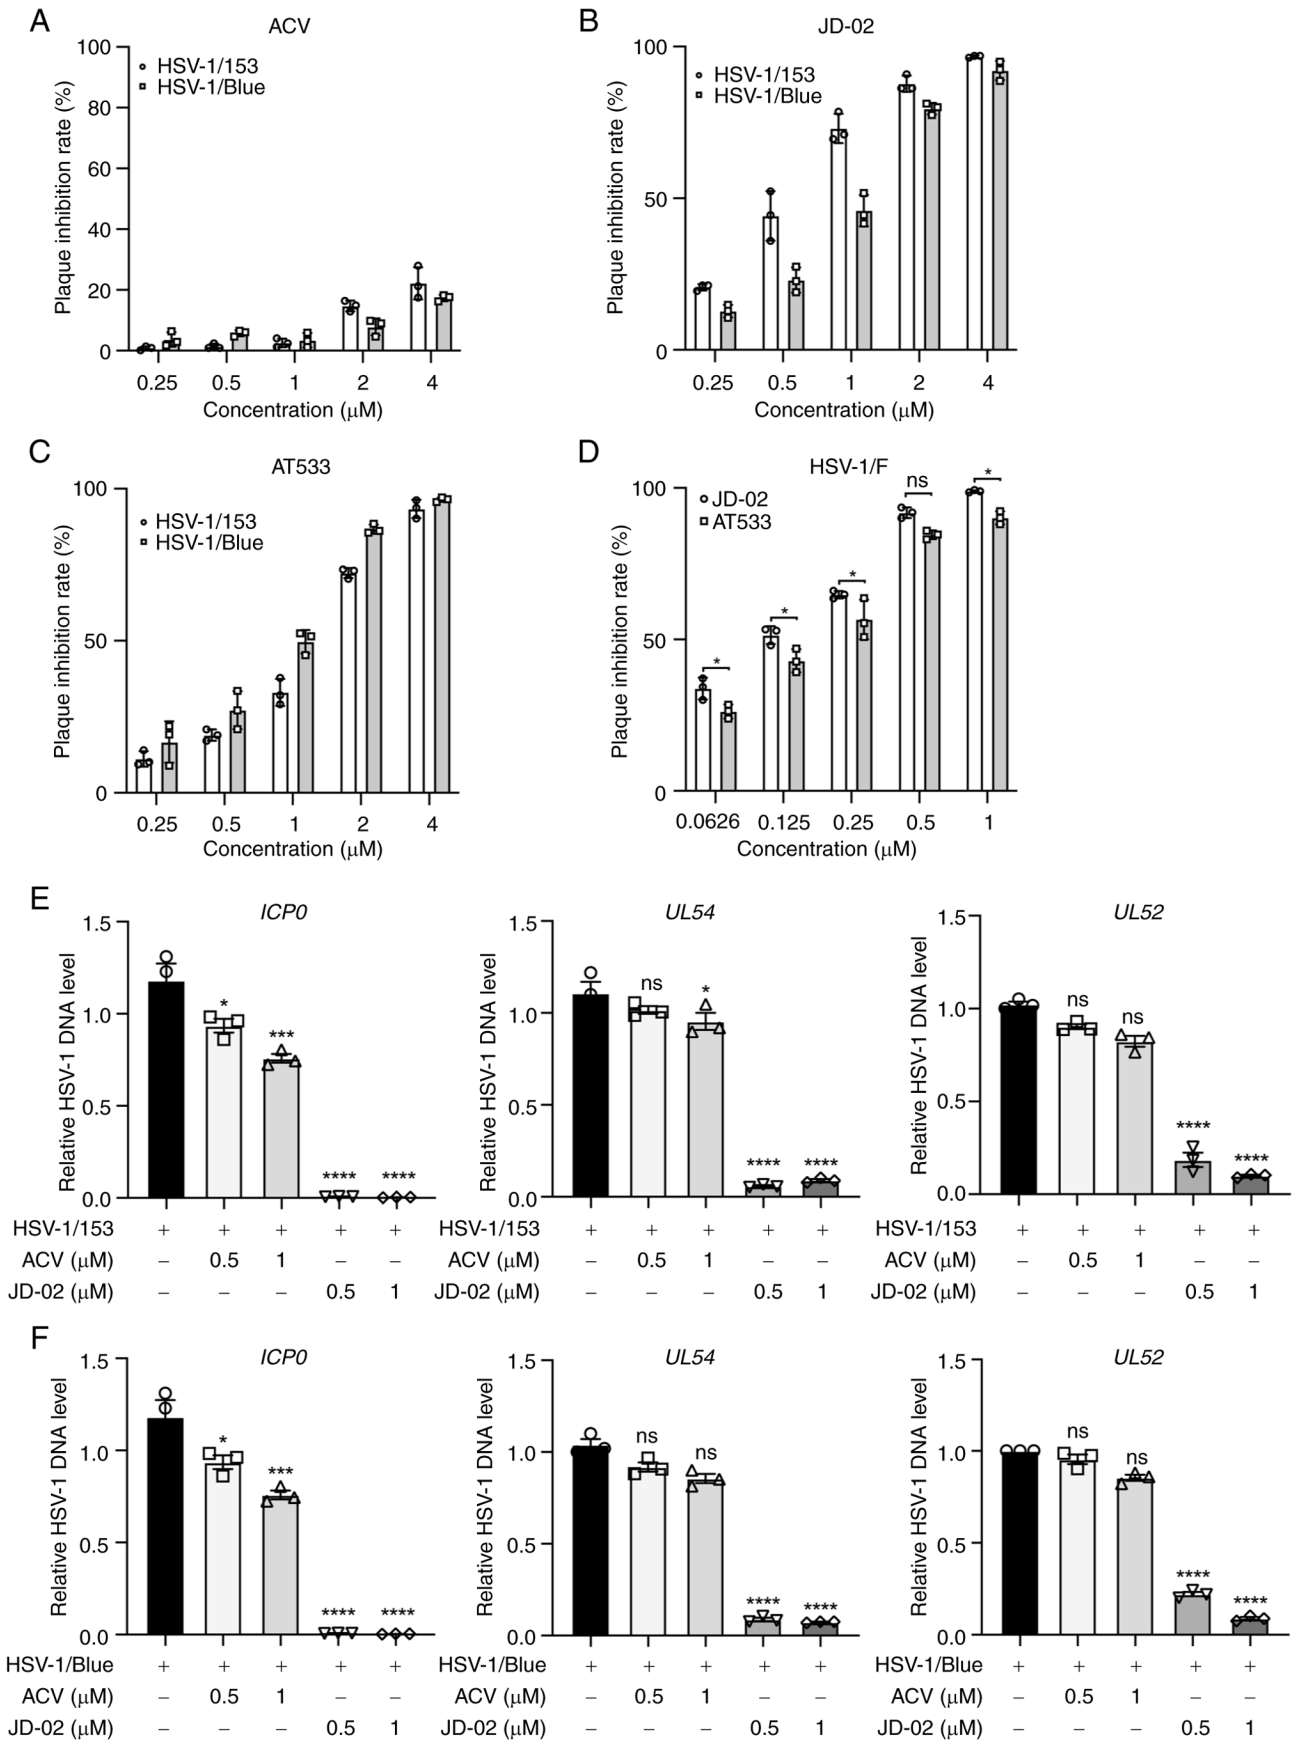 A
ACV
Plaque inhibition rate (%)
100
80
60
40
20
0
HSV-1/153
HSV-1/Blue
0.25 0.5 1 2 4
Concentration (μM)
B
JD-02
Plaque inhibition rate (%)
100
50
0
HSV-1/153
HSV-1/Blue
0.25 0.5 1 2 4
Concentration (μM)
C
AT533
Plaque inhibition rate (%)
100
50
0
HSV-1/153
HSV-1/Blue
0.25 0.5 1 2 4
Concentration (μM)
D
HSV-1/F
Plaque inhibition rate (%)
100
50
0
JD-02
AT533
* * * ns *
0.0626 0.125 0.25 0.5 1
Concentration (μM)
E
ICP0
Relative HSV-1 DNA level
1.5
1.0
0.5
0.0
* *** **** ****
HSV-1/153 + + + + +
ACV (μM) – 0.5 1 – –
JD-02 (μM) – – – 0.5 1
UL54
Relative HSV-1 DNA level
1.5
1.0
0.5
0.0
ns * **** ****
HSV-1/153 + + + + +
ACV (μM) – 0.5 1 – –
JD-02 (μM) – – – 0.5 1
UL52
Relative HSV-1 DNA level
1.5
1.0
0.5
0.0
ns ns **** ****
HSV-1/153 + + + + +
ACV (μM) – 0.5 1 – –
JD-02 (μM) – – – 0.5 1
F
ICP0
Relative HSV-1 DNA level
1.5
1.0
0.5
0.0
* *** **** ****
HSV-1/Blue + + + + +
ACV (μM) – 0.5 1 – –
JD-02 (μM) – – – 0.5 1
UL54
Relative HSV-1 DNA level
1.5
1.0
0.5
0.0
ns ns **** ****
HSV-1/Blue + + + + +
ACV (μM) – 0.5 1 – –
JD-02 (μM) – – – 0.5 1
UL52
Relative HSV-1 DNA level
1.5
1.0
0.5
0.0
ns ns **** ****
HSV-1/Blue + + + + +
ACV (μM) – 0.5 1 – –
JD-02 (μM) – – – 0.5 1